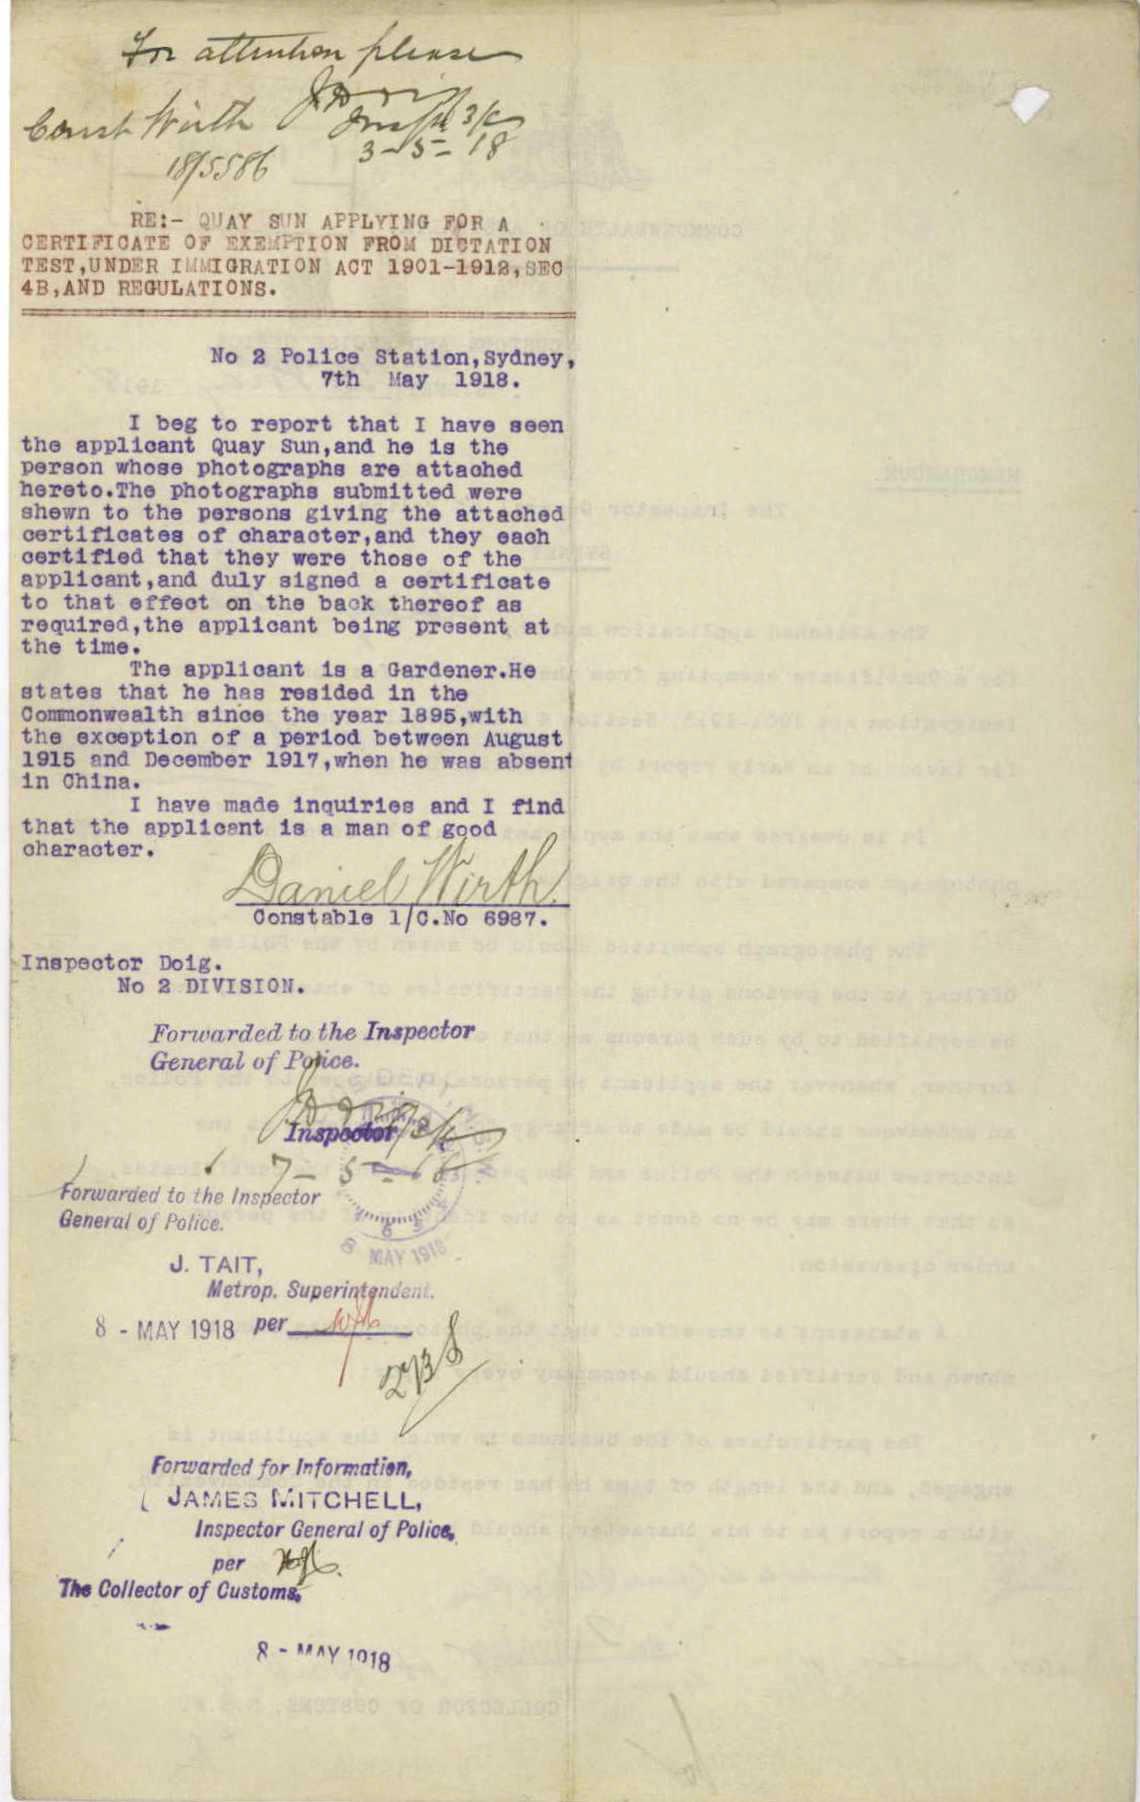 For attention please
Const Wirth
J Doig
Insp 3/c
3-5-18
18/5586
RE:- QUAY SUN APPLYING FOR A
CERTIFICATE OF EXEMPTION FROM DICTATION
TEST,UNDER IMMIGRATION ACT 1901-1912,SEC
4B,AND REGULATIONS.
No 2 Police Station,Sydney,
7th May 1918.
I beg to report that I have seen
the applicant Quay Sun,and he is the
person whose photographs are attached
hereto.The photographs submitted were
shewn to the persons giving the attached
certificates of character,and they each
certified that they were those of the
applicant,and duly signed a certificate
to that effect on the back thereof as
required,the applicant being present at
the time.
The applicant is a Gardener.He
states that he has resided in the
Commonwealth since the year 1895,with
the exception of a period between August
1915 and December 1917,when he was absent
in China.
I have made inquiries and I find
that the applicant is a man of good
character.
Daniel Wirth.
Constable 1/C.No 6987.
Inspector Doig.
No 2 DIVISION.
Forwarded to the Inspector
General of Police.
J Doig
Inspector
7-5-
Forwarded to the Inspector
General of Police.
8 MAY 1918
J. TAIT,
Metrop. Superintendent.
8 - MAY 1918 per
Forwarded for Information,
JAMES MITCHELL,
Inspector General of Police,
per
The Collector of Customs.
8 - MAY 1918